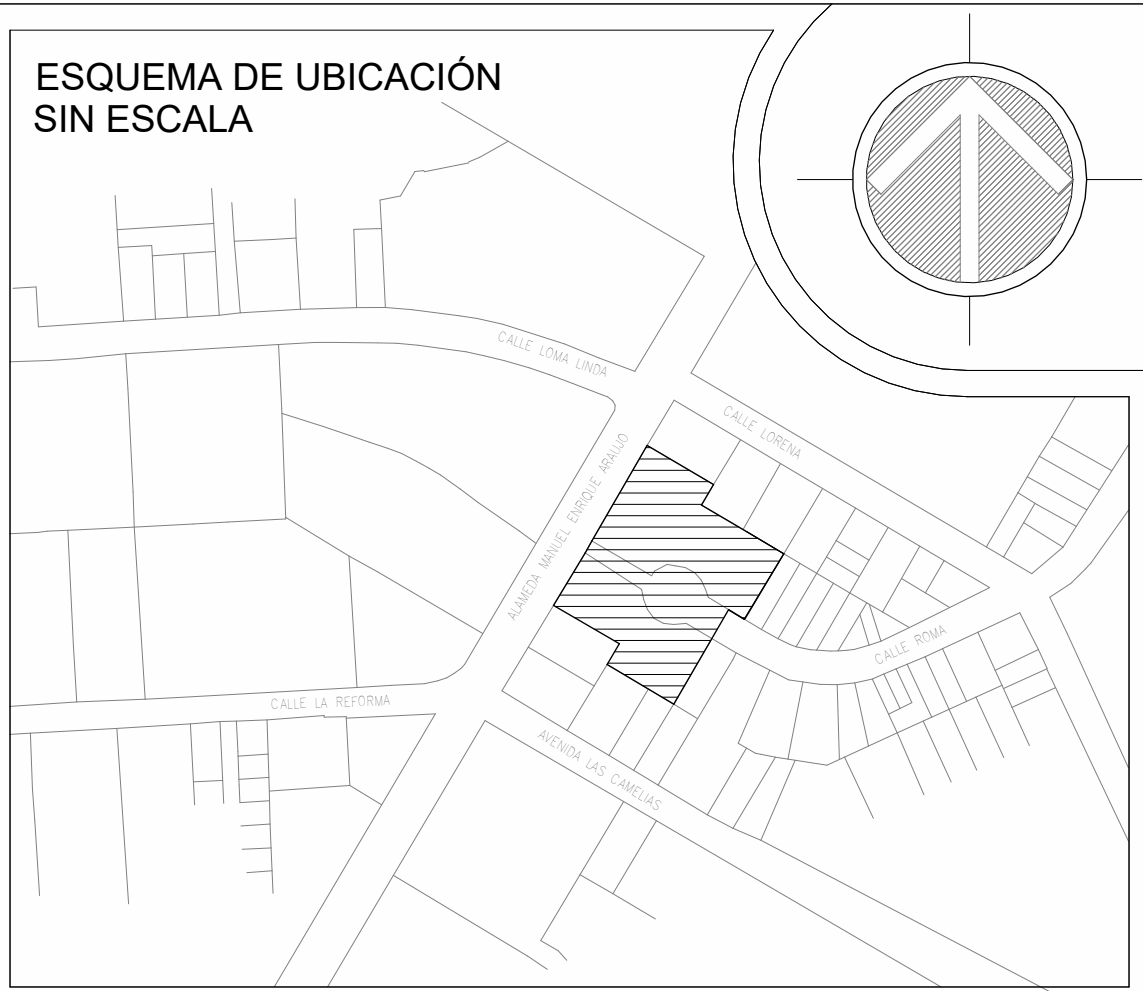 ESQUEMA DE UBICACIÓN
SIN ESCALA
CALLE LOMA LINDA
CALLE LORENA
ALAMEDA MANUEL ENRIQUE ARAUJO
CALLE ROMA
CALLE LA REFORMA
AVENIDA LAS CAMELIAS